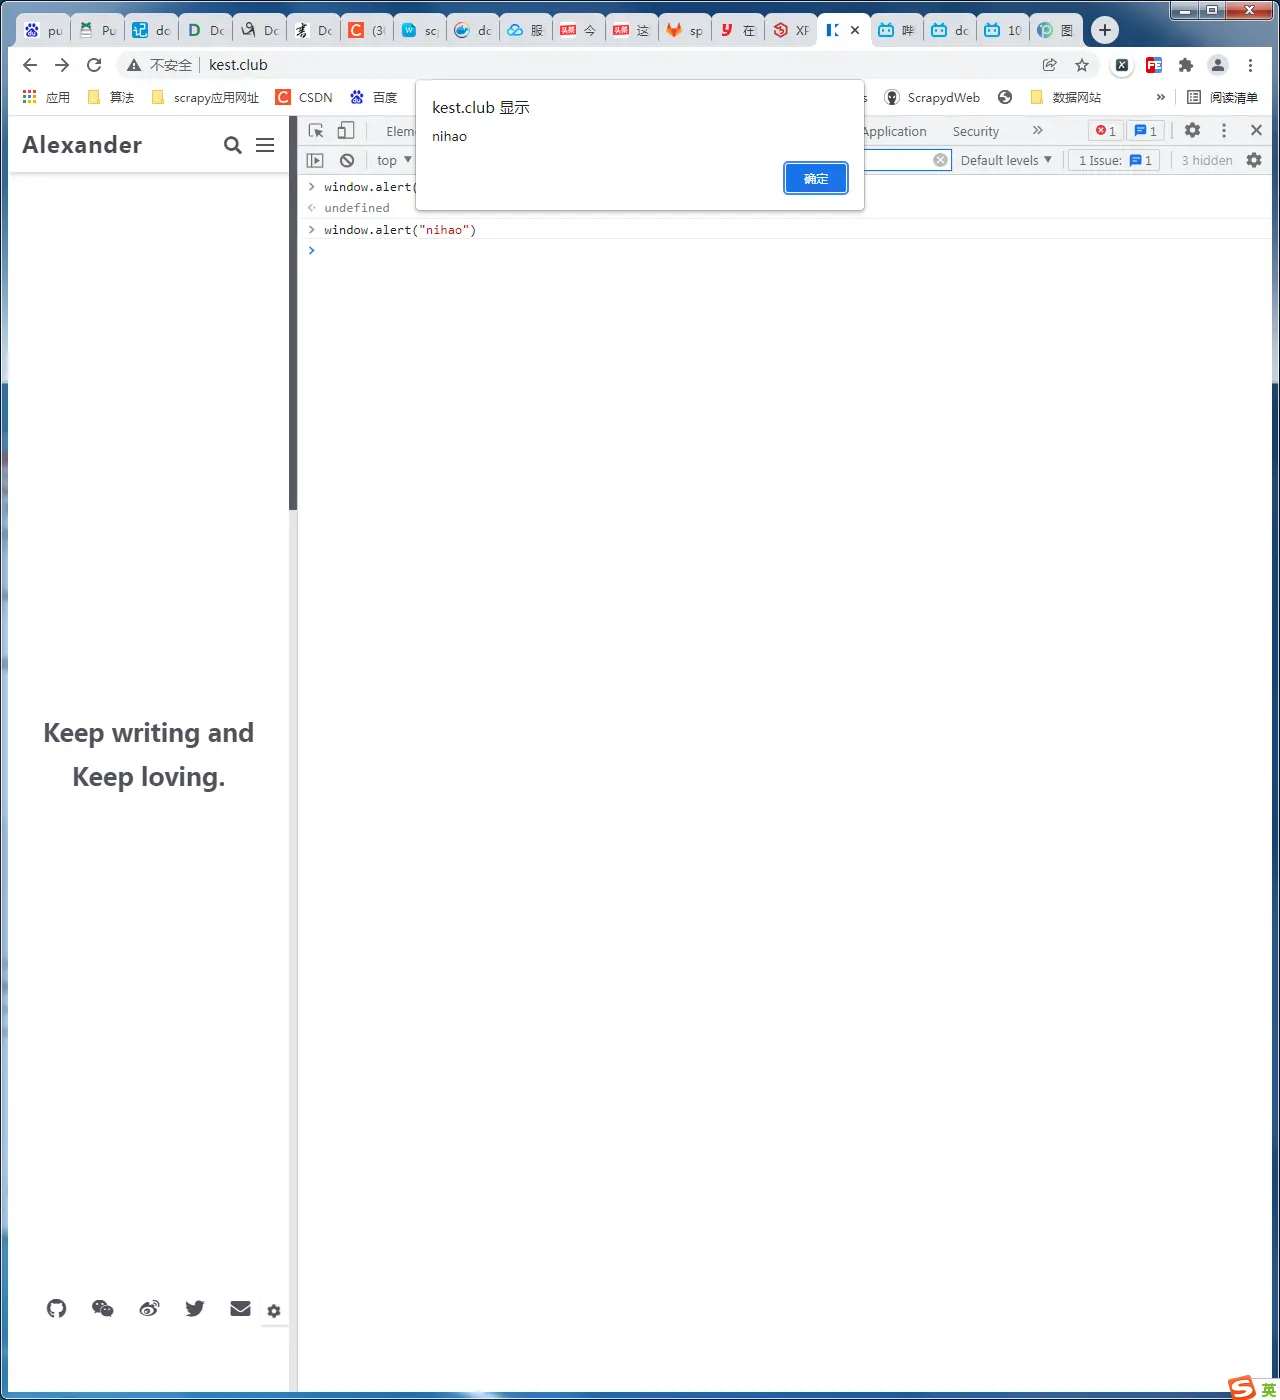 pu
Pu
dc
Dc
Dc
Dc
(3
sc
dc
服
今
这
sp
在
XF
哔
dc
10
图
不安全 kest.club
应用 算法 scrapy应用网址 CSDN 百度 ScrapydWeb 数据网站 » 阅读清单
kest.club 显示
nihao
确定
Alexander
Elem Application Security » 1 1
top Default levels 1 Issue: 1 3 hidden
window.alert(
undefined
window.alert("nihao")
Keep writing and
Keep loving.
英